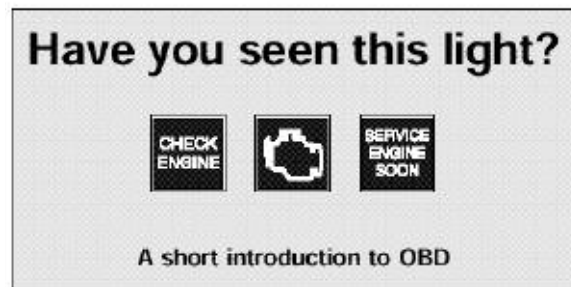 Have you seen this light?
CHECK
ENGINE
SERVICE
ENGINE
SOON
A short introduction to OBD